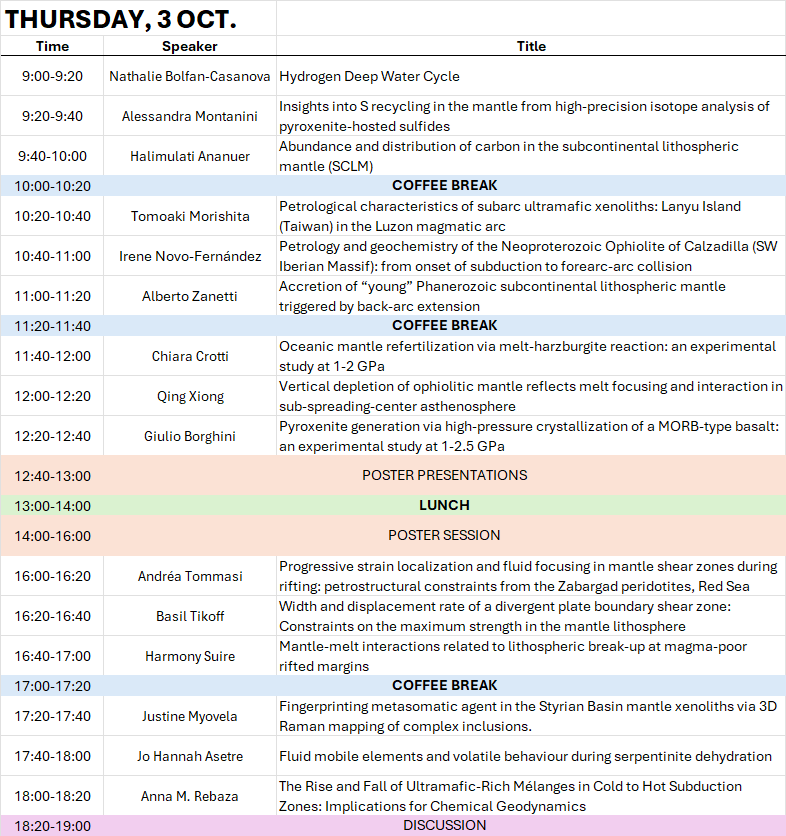 THURSDAY, 3 OCT.
Time Speaker Title
9:00-9:20 Nathalie Bolfan-Casanova Hydrogen Deep Water Cycle
9:20-9:40 Alessandra Montanini Insights into S recycling in the mantle from high-precision isotope analysis of
pyroxenite-hosted sulfides
9:40-10:00 Halimulati Ananuer Abundance and distribution of carbon in the subcontinental lithospheric
mantle (SCLM)
10:00-10:20 COFFEE BREAK
10:20-10:40 Tomoaki Morishita Petrological characteristics of subarc ultramafic xenoliths: Lanyu Island
(Taiwan) in the Luzon magmatic arc
10:40-11:00 Irene Novo-Fernández Petrology and geochemistry of the Neoproterozoic Ophiolite of Calzadilla (SW
Iberian Massif): from onset of subduction to forearc-arc collision
11:00-11:20 Alberto Zanetti Accretion of “young” Phanerozoic subcontinental lithospheric mantle
triggered by back-arc extension
11:20-11:40 COFFEE BREAK
11:40-12:00 Chiara Crotti Oceanic mantle refertilization via melt-harzburgite reaction: an experimental
study at 1-2 GPa
12:00-12:20 Qing Xiong Vertical depletion of ophiolitic mantle reflects melt focusing and interaction in
sub-spreading-center asthenosphere
12:20-12:40 Giulio Borghini Pyroxenite generation via high-pressure crystallization of a MORB-type basalt:
an experimental study at 1-2.5 GPa
12:40-13:00 POSTER PRESENTATIONS
13:00-14:00 LUNCH
14:00-16:00 POSTER SESSION
16:00-16:20 Andréa Tommasi Progressive strain localization and fluid focusing in mantle shear zones during
rifting: petrostructural constraints from the Zabargad peridotites, Red Sea
16:20-16:40 Basil Tikoff Width and displacement rate of a divergent plate boundary shear zone:
Constraints on the maximum strength in the mantle lithosphere
16:40-17:00 Harmony Suire Mantle-melt interactions related to lithospheric break-up at magma-poor
rifted margins
17:00-17:20 COFFEE BREAK
17:20-17:40 Justine Myovela Fingerprinting metasomatic agent in the Styrian Basin mantle xenoliths via 3D
Raman mapping of complex inclusions.
17:40-18:00 Jo Hannah Asetre Fluid mobile elements and volatile behaviour during serpentinite dehydration
18:00-18:20 Anna M. Rebaza The Rise and Fall of Ultramafic-Rich Mélanges in Cold to Hot Subduction
Zones: Implications for Chemical Geodynamics
18:20-19:00 DISCUSSION